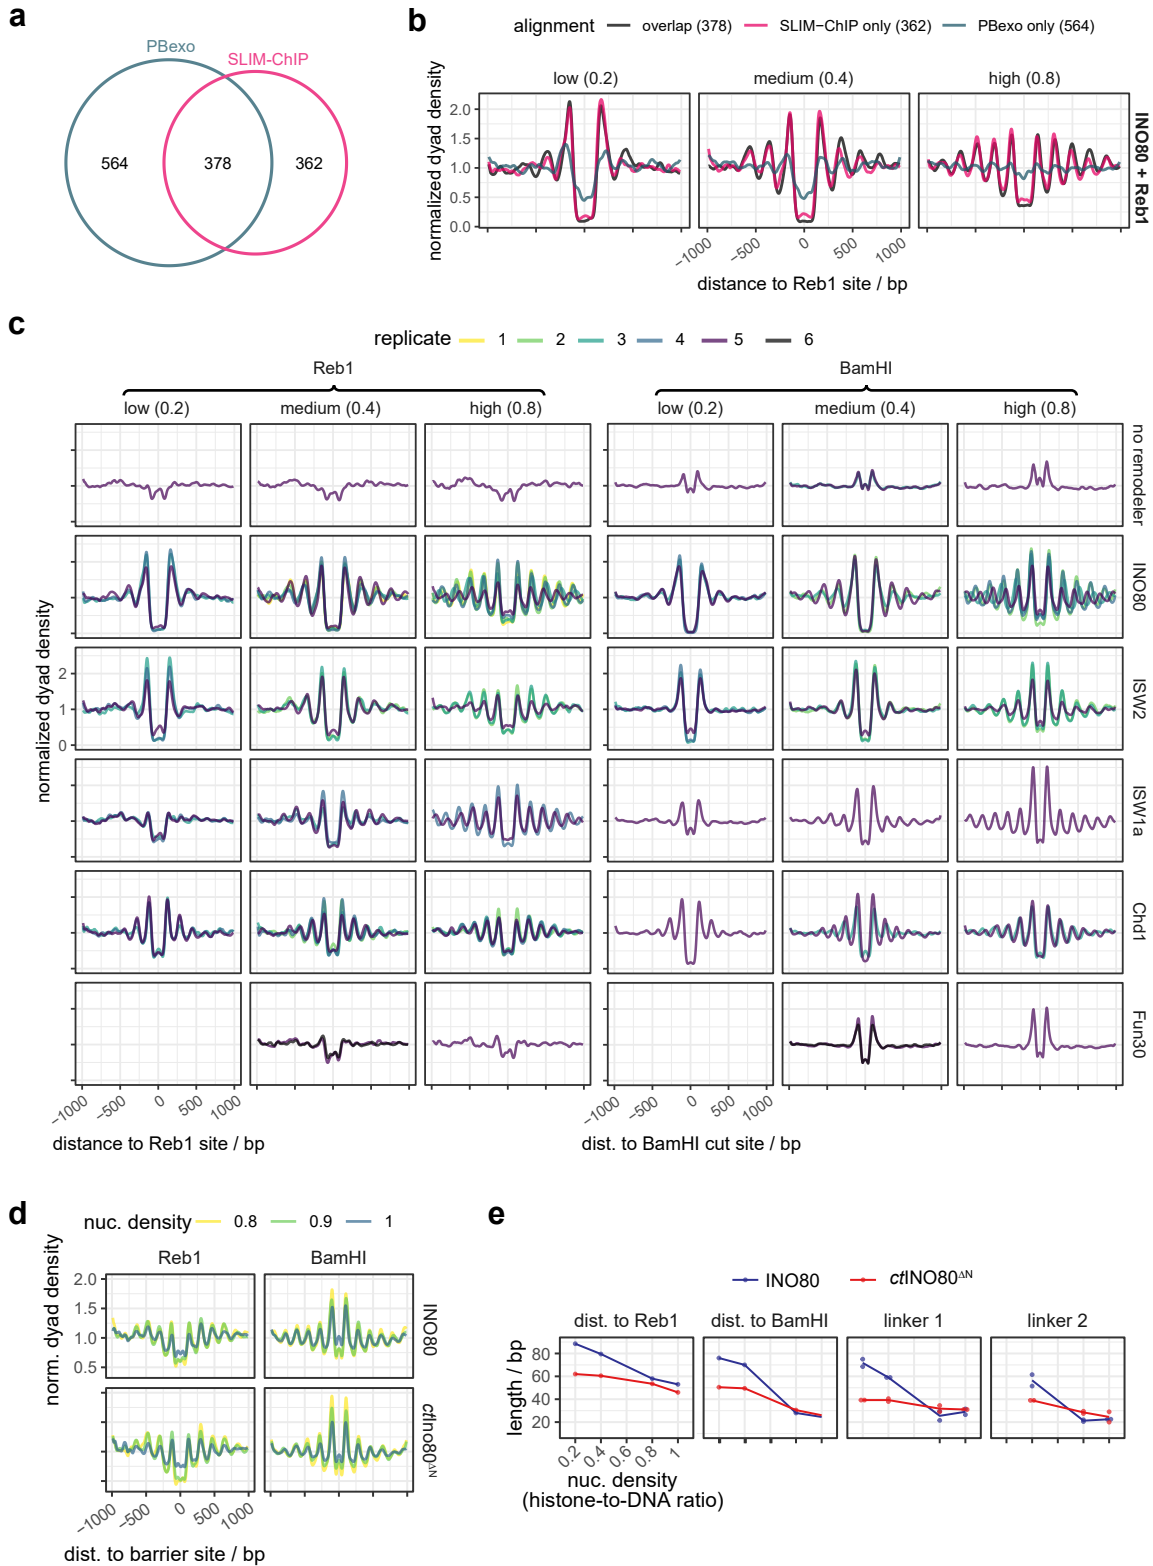 a
PBexo
SLIM-ChIP
564
378
362
b
alignment overlap (378) SLIM−ChIP only (362) PBexo only (564)
low (0.2) medium (0.4) high (0.8)
normalized dyad density
2.0
1.5
1.0
0.5
0.0
INO80 + Reb1
−1000 −500 0 500 1000
distance to Reb1 site / bp
c
replicate 1 2 3 4 5 6
Reb1 BamHI
low (0.2) medium (0.4) high (0.8) low (0.2) medium (0.4) high (0.8)
no remodeler
INO80
normalized dyad density
2
1
0
ISW2
ISW1a
Chd1
Fun30
−1000 −500 0 500 1000 −1000 −500 0 500 1000
distance to Reb1 site / bp dist. to BamHI cut site / bp
d
nuc. density 0.8 0.9 1
Reb1 BamHI
norm. dyad density
2.0
1.5
1.0
0.5
INO80
ctIno80ΔN
−1000 −500 0 500 1000
dist. to barrier site / bp
e
INO80 ctINO80ΔN
dist. to Reb1 dist. to BamHI linker 1 linker 2
length / bp
80
60
40
20
0.2 0.4 0.6 0.8 1
nuc. density
(histone-to-DNA ratio)